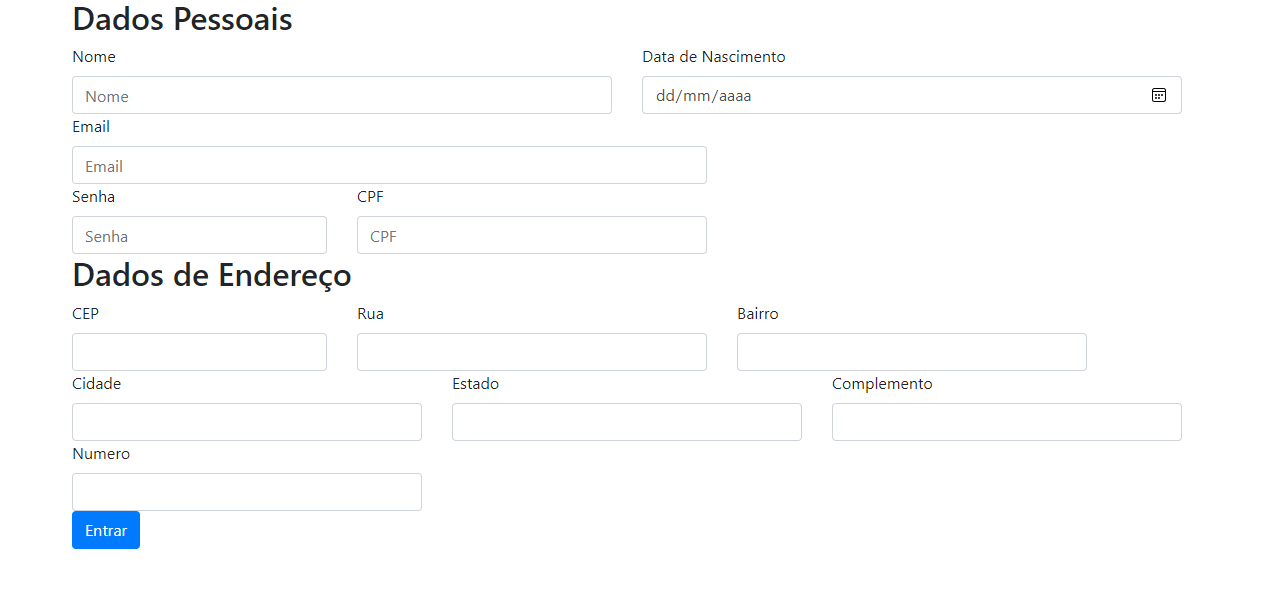 Dados Pessoais
Nome Data de Nascimento
Nome dd/mm/aaaa
Email
Email
Senha CPF
Senha CPF
Dados de Endereço
CEP Rua Bairro
Cidade Estado Complemento
Numero
Entrar